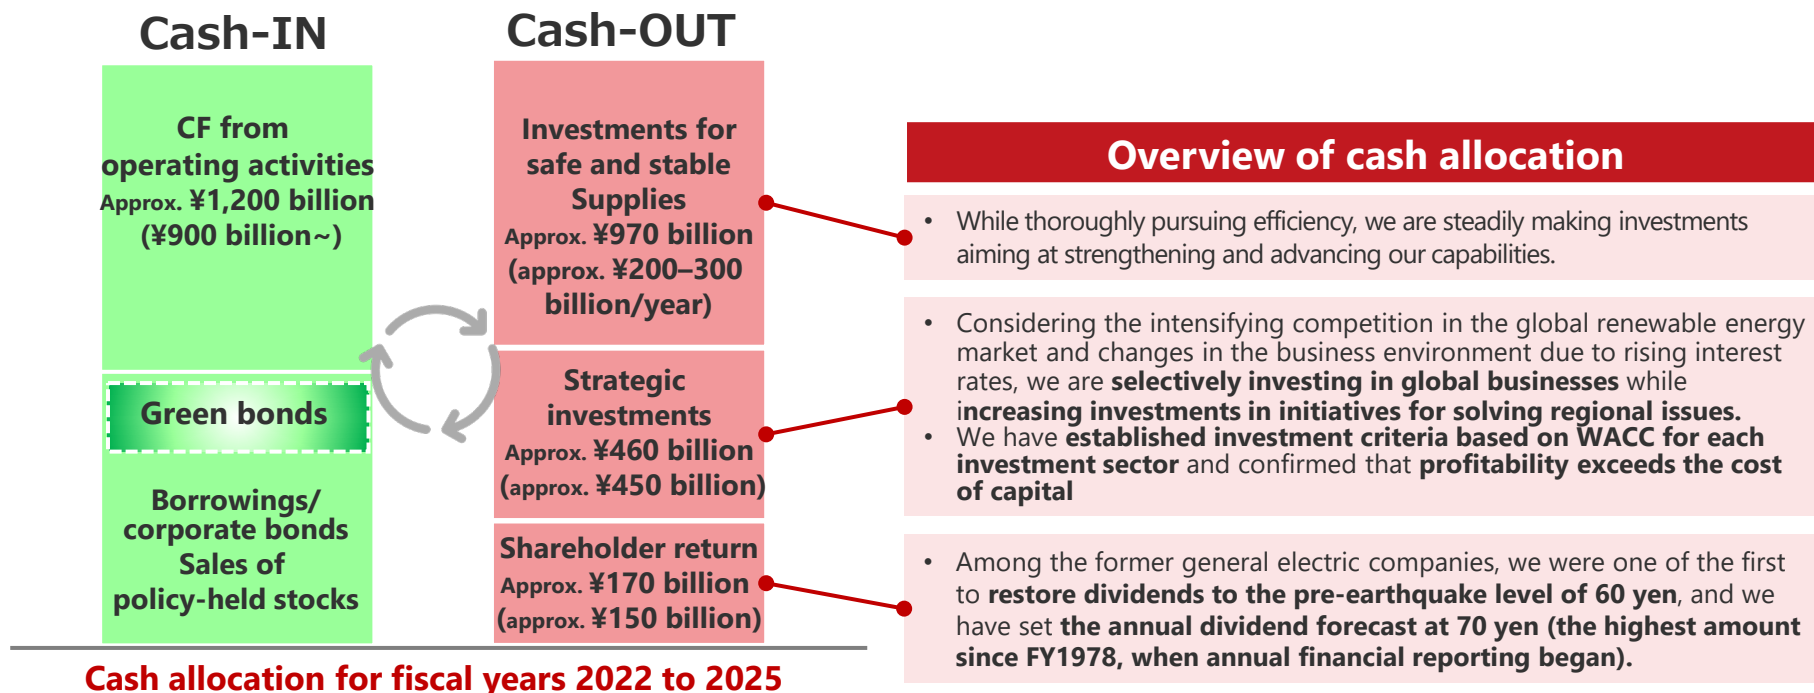 Cash-IN
CF from
operating activities
Approx. ¥1,200 billion
(¥900 billion~)
Green bonds
Borrowings/
corporate bonds
Sales of
policy-held stocks
Cash-OUT
Investments for
safe and stable
Supplies
Approx. ¥970 billion
(approx. ¥200–300
billion/year)
Strategic
investments
Approx. ¥460 billion
(approx. ¥450 billion)
Shareholder return
Approx. ¥170 billion
(approx. ¥150 billion)
Cash allocation for fiscal years 2022 to 2025
Overview of cash allocation
• While thoroughly pursuing efficiency, we are steadily making investments
aiming at strengthening and advancing our capabilities.
• Considering the intensifying competition in the global renewable energy
market and changes in the business environment due to rising interest
rates, we are selectively investing in global businesses while
increasing investments in initiatives for solving regional issues.
• We have established investment criteria based on WACC for each
investment sector and confirmed that profitability exceeds the cost
of capital
• Among the former general electric companies, we were one of the first
to restore dividends to the pre-earthquake level of 60 yen, and we
have set the annual dividend forecast at 70 yen (the highest amount
since FY1978, when annual financial reporting began).